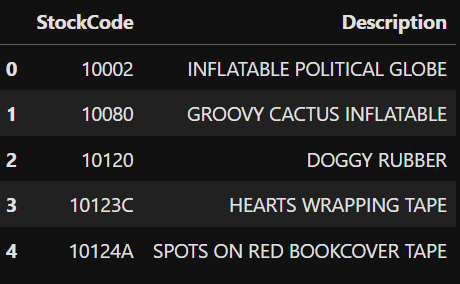 StockCode Description
0 10002 INFLATABLE POLITICAL GLOBE
1 10080 GROOVY CACTUS INFLATABLE
2 10120 DOGGY RUBBER
3 10123C HEARTS WRAPPING TAPE
4 10124A SPOTS ON RED BOOKCOVER TAPE